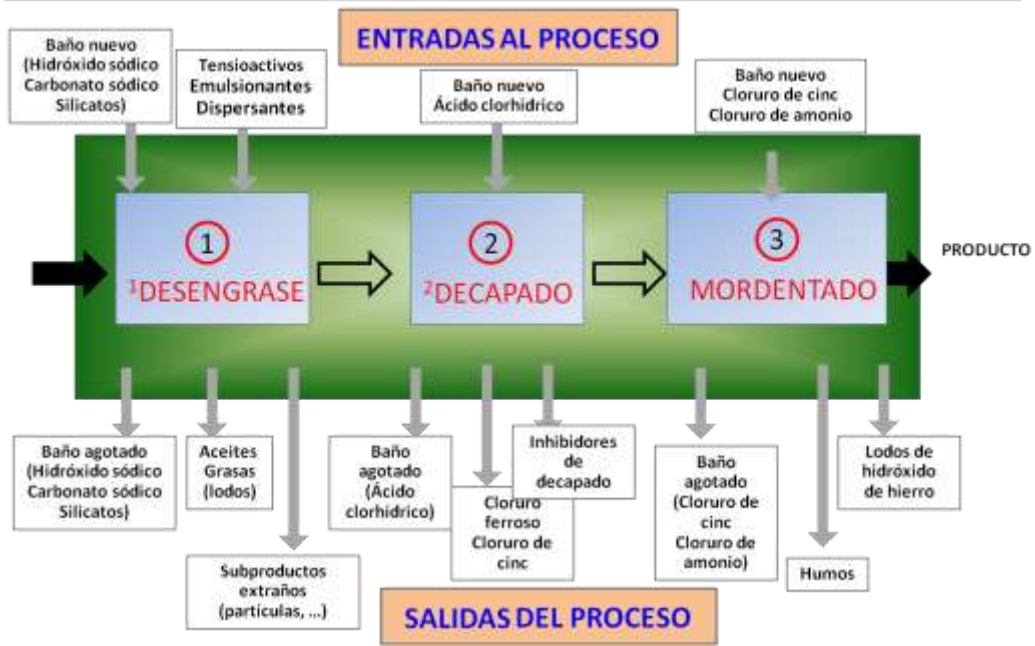 ENTRADAS AL PROCESO
Baño nuevo
(Hidróxido sódico
Carbonato sódico
Silicatos)
Tensioactivos
Emulsionantes
Dispersantes
Baño nuevo
Ácido clorhídrico
Baño nuevo
Cloruro de cinc
Cloruro de amonio
1
¹DESENGRASE
2
²DECAPADO
3
MORDENTADO
PRODUCTO
Baño agotado
(Hidróxido sódico
Carbonato sódico
Silicatos)
Aceites
Grasas
(lodos)
Subproductos
extraños
(partículas, ...)
Baño
agotado
(Ácido
clorhídrico)
Cloruro
ferroso
Cloruro de
cinc
Inhibidores
de
decapado
Baño
agotado
(Cloruro de
cinc
Cloruro de
amonio)
Humos
Lodos de
hidróxido
de hierro
SALIDAS DEL PROCESO